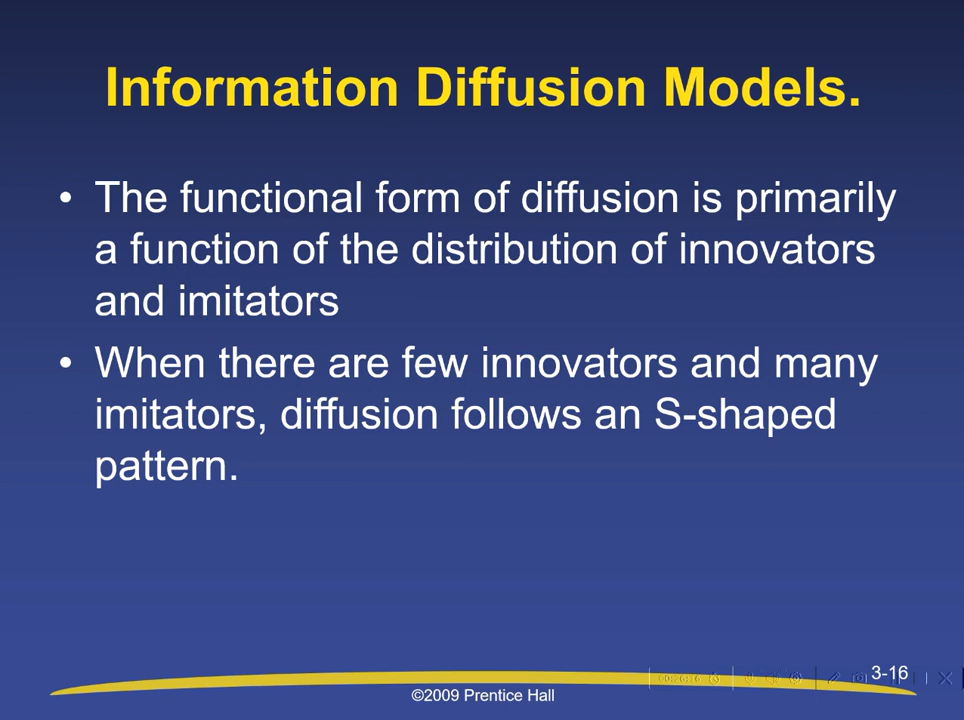 Information Diffusion Models.
• The functional form of diffusion is primarily
a function of the distribution of innovators
and imitators
• When there are few innovators and many
imitators, diffusion follows an S-shaped
pattern.
3-16
©2009 Prentice Hall